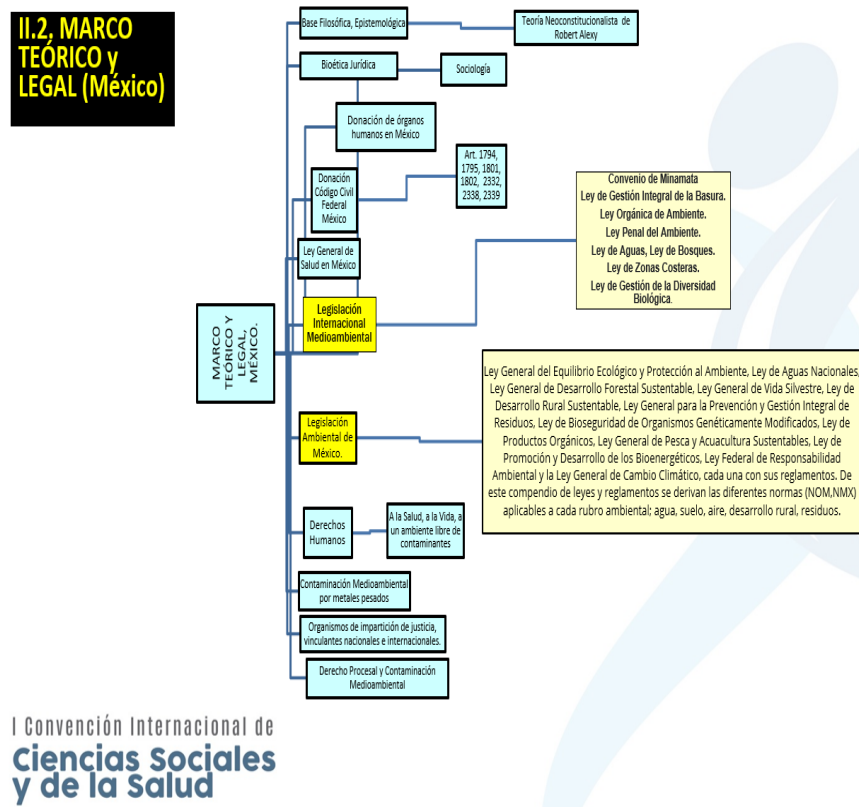 II.2. MARCO
TEÓRICO y
LEGAL (México)
Base Filosófica, Epistemológica
Teoría Neoconstitucionalista de
Robert Alexy
Bioética Jurídica
Sociología
Donación de órganos
humanos en México
Art. 1794,
1795, 1801,
1802, 2332,
2338, 2339
Donación
Código Civil
Federal
México
Convenio de Minamata
Ley de Gestión Integral de la Basura.
Ley Orgánica de Ambiente.
Ley Penal del Ambiente.
Ley de Aguas, Ley de Bosques.
Ley de Zonas Costeras.
Ley de Gestión de la Diversidad
Biológica.
Ley General de
Salud en México
Legislación
Internacional
Medioambiental
MARCO
TEÓRICO Y
LEGAL,
MÉXICO.
Ley General del Equilibrio Ecológico y Protección al Ambiente, Ley de Aguas Nacionales,
Ley General de Desarrollo Forestal Sustentable, Ley General de Vida Silvestre, Ley de
Desarrollo Rural Sustentable, Ley General para la Prevención y Gestión Integral de
Residuos, Ley de Bioseguridad de Organismos Genéticamente Modificados, Ley de
Productos Orgánicos, Ley General de Pesca y Acuacultura Sustentables, Ley de
Promoción y Desarrollo de los Bioenergéticos, Ley Federal de Responsabilidad
Ambiental y la Ley General de Cambio Climático, cada una con sus reglamentos. De
este compendio de leyes y reglamentos se derivan las diferentes normas (NOM,NMX)
aplicables a cada rubro ambiental; agua, suelo, aire, desarrollo rural, residuos.
Legislación
Ambiental de
México.
Derechos
Humanos
A la Salud, a la Vida, a
un ambiente libre de
contaminantes
Contaminación Medioambiental
por metales pesados
Organismos de impartición de justicia,
vinculantes nacionales e internacionales.
Derecho Procesal y Contaminación
Medioambiental
I Convención Internacional de
Ciencias Sociales
y de la Salud